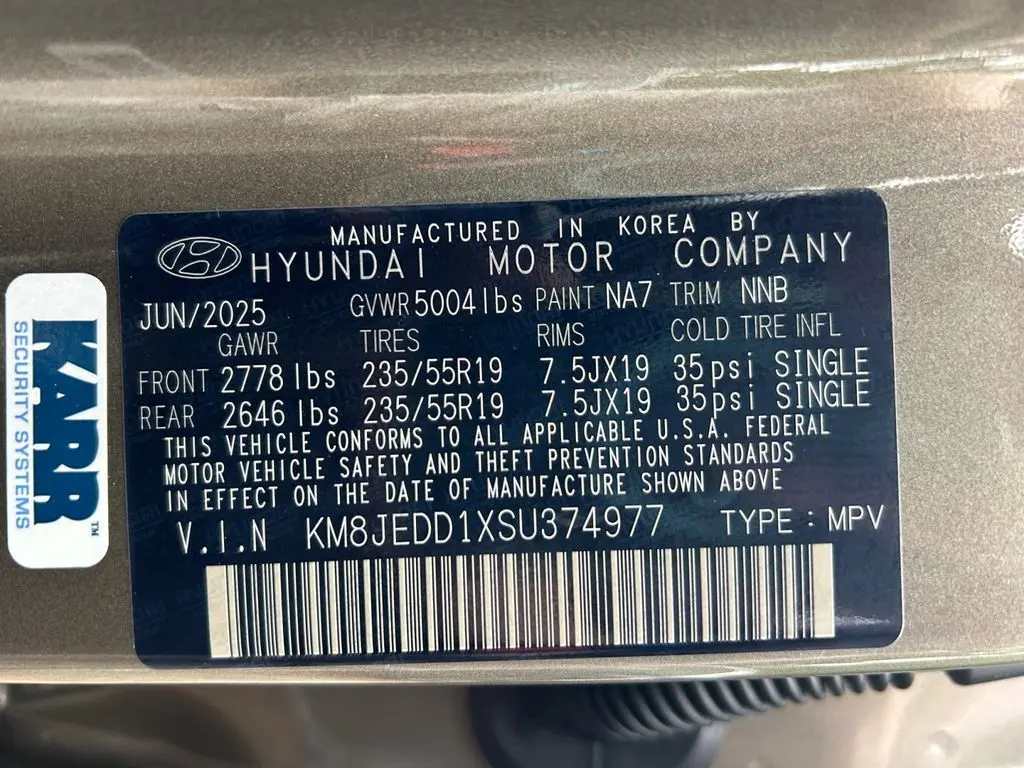 MANUFACTURED IN KOREA BY
HYUNDAI MOTOR COMPANY
JUN/2025 GVWR 5004 lbs PAINT NA7 TRIM NNB
GAWR TIRES RIMS COLD TIRE INFL
FRONT 2778 lbs 235/55R19 7.5JX19 35psi SINGLE
REAR 2646 lbs 235/55R19 7.5JX19 35psi SINGLE
THIS VEHICLE CONFORMS TO ALL APPLICABLE U.S.A. FEDERAL
MOTOR VEHICLE SAFETY AND THEFT PREVENTION STANDARDS
IN EFFECT ON THE DATE OF MANUFACTURE SHOWN ABOVE
V.I.N KM8JEDD1XSU374977 TYPE : MPV
KARR™
SECURITY SYSTEMS